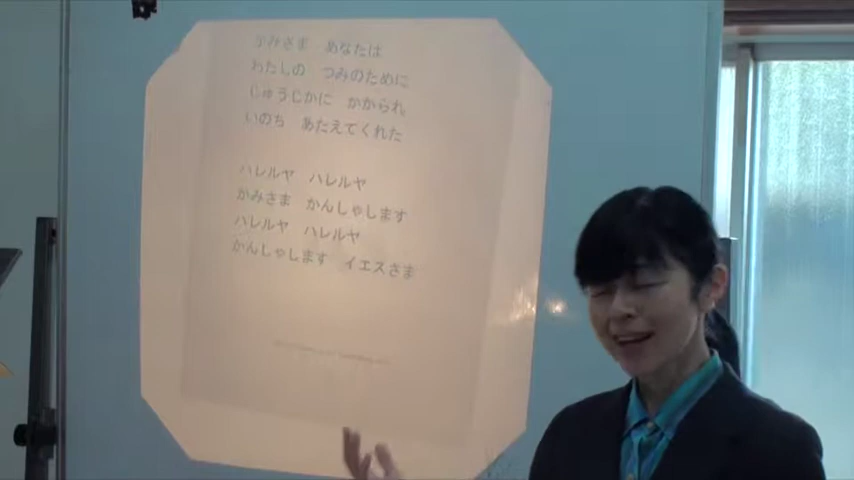 かみさま　あなたは
わたしの　つみのために
じゅうじかに　かかられ
いのち　あたえてくれた
ハレルヤ　ハレルヤ
かみさま　かんしゃします
ハレルヤ　ハレルヤ
かんしゃします　イエスさま